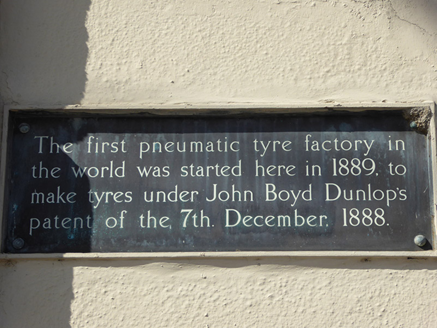 The first pneumatic tyre factory in
the world was started here in 1889, to
make tyres under John Boyd Dunlop's
patent of the, 7th. December, 1888.